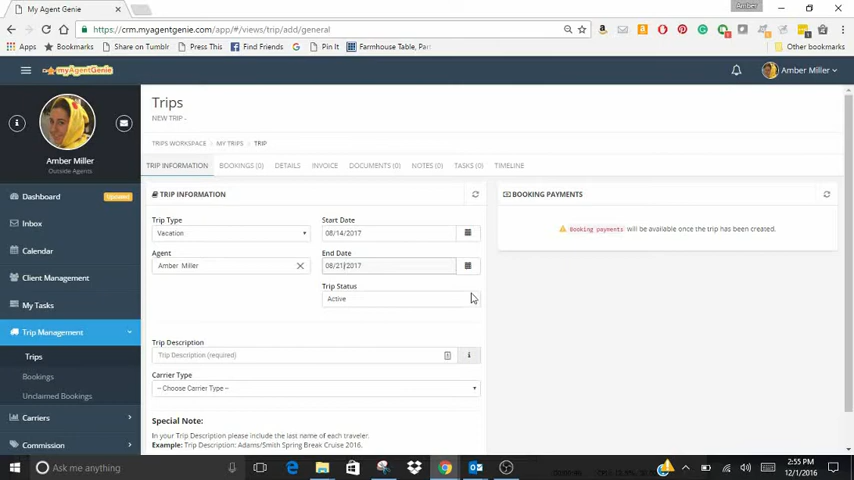 Amber
My Agent Genie
https://crm.myagentgenie.com/app/#/views/trip/add/general
Apps
Bookmarks
Share on Tumblr
Press This
Find Friends
Pin It
Farmhouse Table, Par
Other bookmarks
myAgentGenie
Amber Miller
Trips
NEW TRIP -
Amber Miller
Outside Agents
TRIPS WORKSPACE
MY TRIPS
TRIP
TRIP INFORMATION
BOOKINGS (0)
DETAILS
INVOICE
DOCUMENTS (0)
NOTES (0)
TASKS (0)
TIMELINE
Dashboard
Updated
Inbox
Calendar
Client Management
My Tasks
Trip Management
Trips
Bookings
Unclaimed Bookings
Carriers
Commission
TRIP INFORMATION
Trip Type
Vacation
Start Date
08/14/2017
Agent
Amber Miller
End Date
08/21/2017
Trip Status
Active
Trip Description
Trip Description (required)
Carrier Type
-- Choose Carrier Type --
Special Note:
In your Trip Description please include the last name of each traveler.
Example: Trip Description: Adams/Smith Spring Break Cruise 2016.
BOOKING PAYMENTS
Booking payments will be available once the trip has been created.
Ask me anything
2:55 PM
12/1/2016